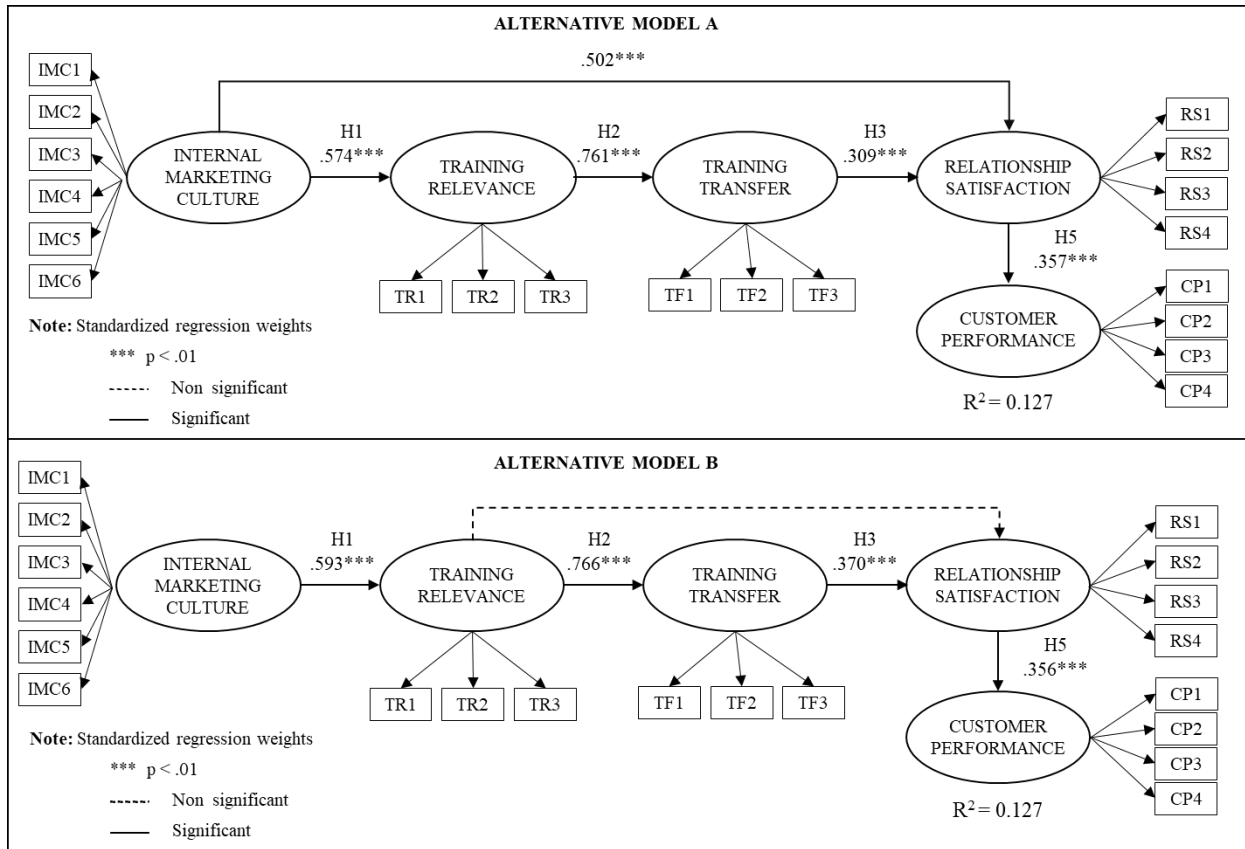 ALTERNATIVE MODEL A
.502***
IMC1
IMC2
IMC3
IMC4
IMC5
IMC6
INTERNAL
MARKETING
CULTURE
H1
.574***
TRAINING
RELEVANCE
H2
.761***
TRAINING
TRANSFER
H3
.309***
RELATIONSHIP
SATISFACTION
RS1
RS2
RS3
RS4
TR1
TR2
TR3
TF1
TF2
TF3
H5
.357***
CUSTOMER
PERFORMANCE
CP1
CP2
CP3
CP4
R² = 0.127
Note: Standardized regression weights
*** p < .01
Non significant
Significant
ALTERNATIVE MODEL B
IMC1
IMC2
IMC3
IMC4
IMC5
IMC6
INTERNAL
MARKETING
CULTURE
H1
.593***
TRAINING
RELEVANCE
H2
.766***
TRAINING
TRANSFER
H3
.370***
RELATIONSHIP
SATISFACTION
RS1
RS2
RS3
RS4
TR1
TR2
TR3
TF1
TF2
TF3
H5
.356***
CUSTOMER
PERFORMANCE
CP1
CP2
CP3
CP4
R² = 0.127
Note: Standardized regression weights
*** p < .01
Non significant
Significant